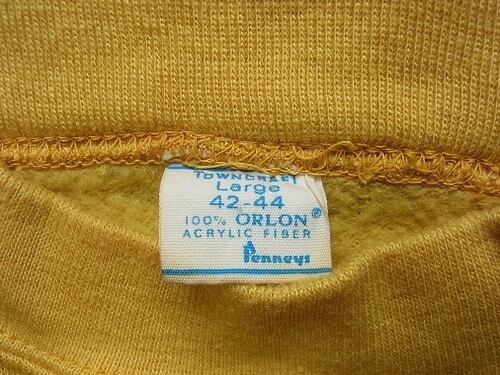 TOWNCRAFT
Large
42-44
100% ORLON®
ACRYLIC FIBER
Penneys